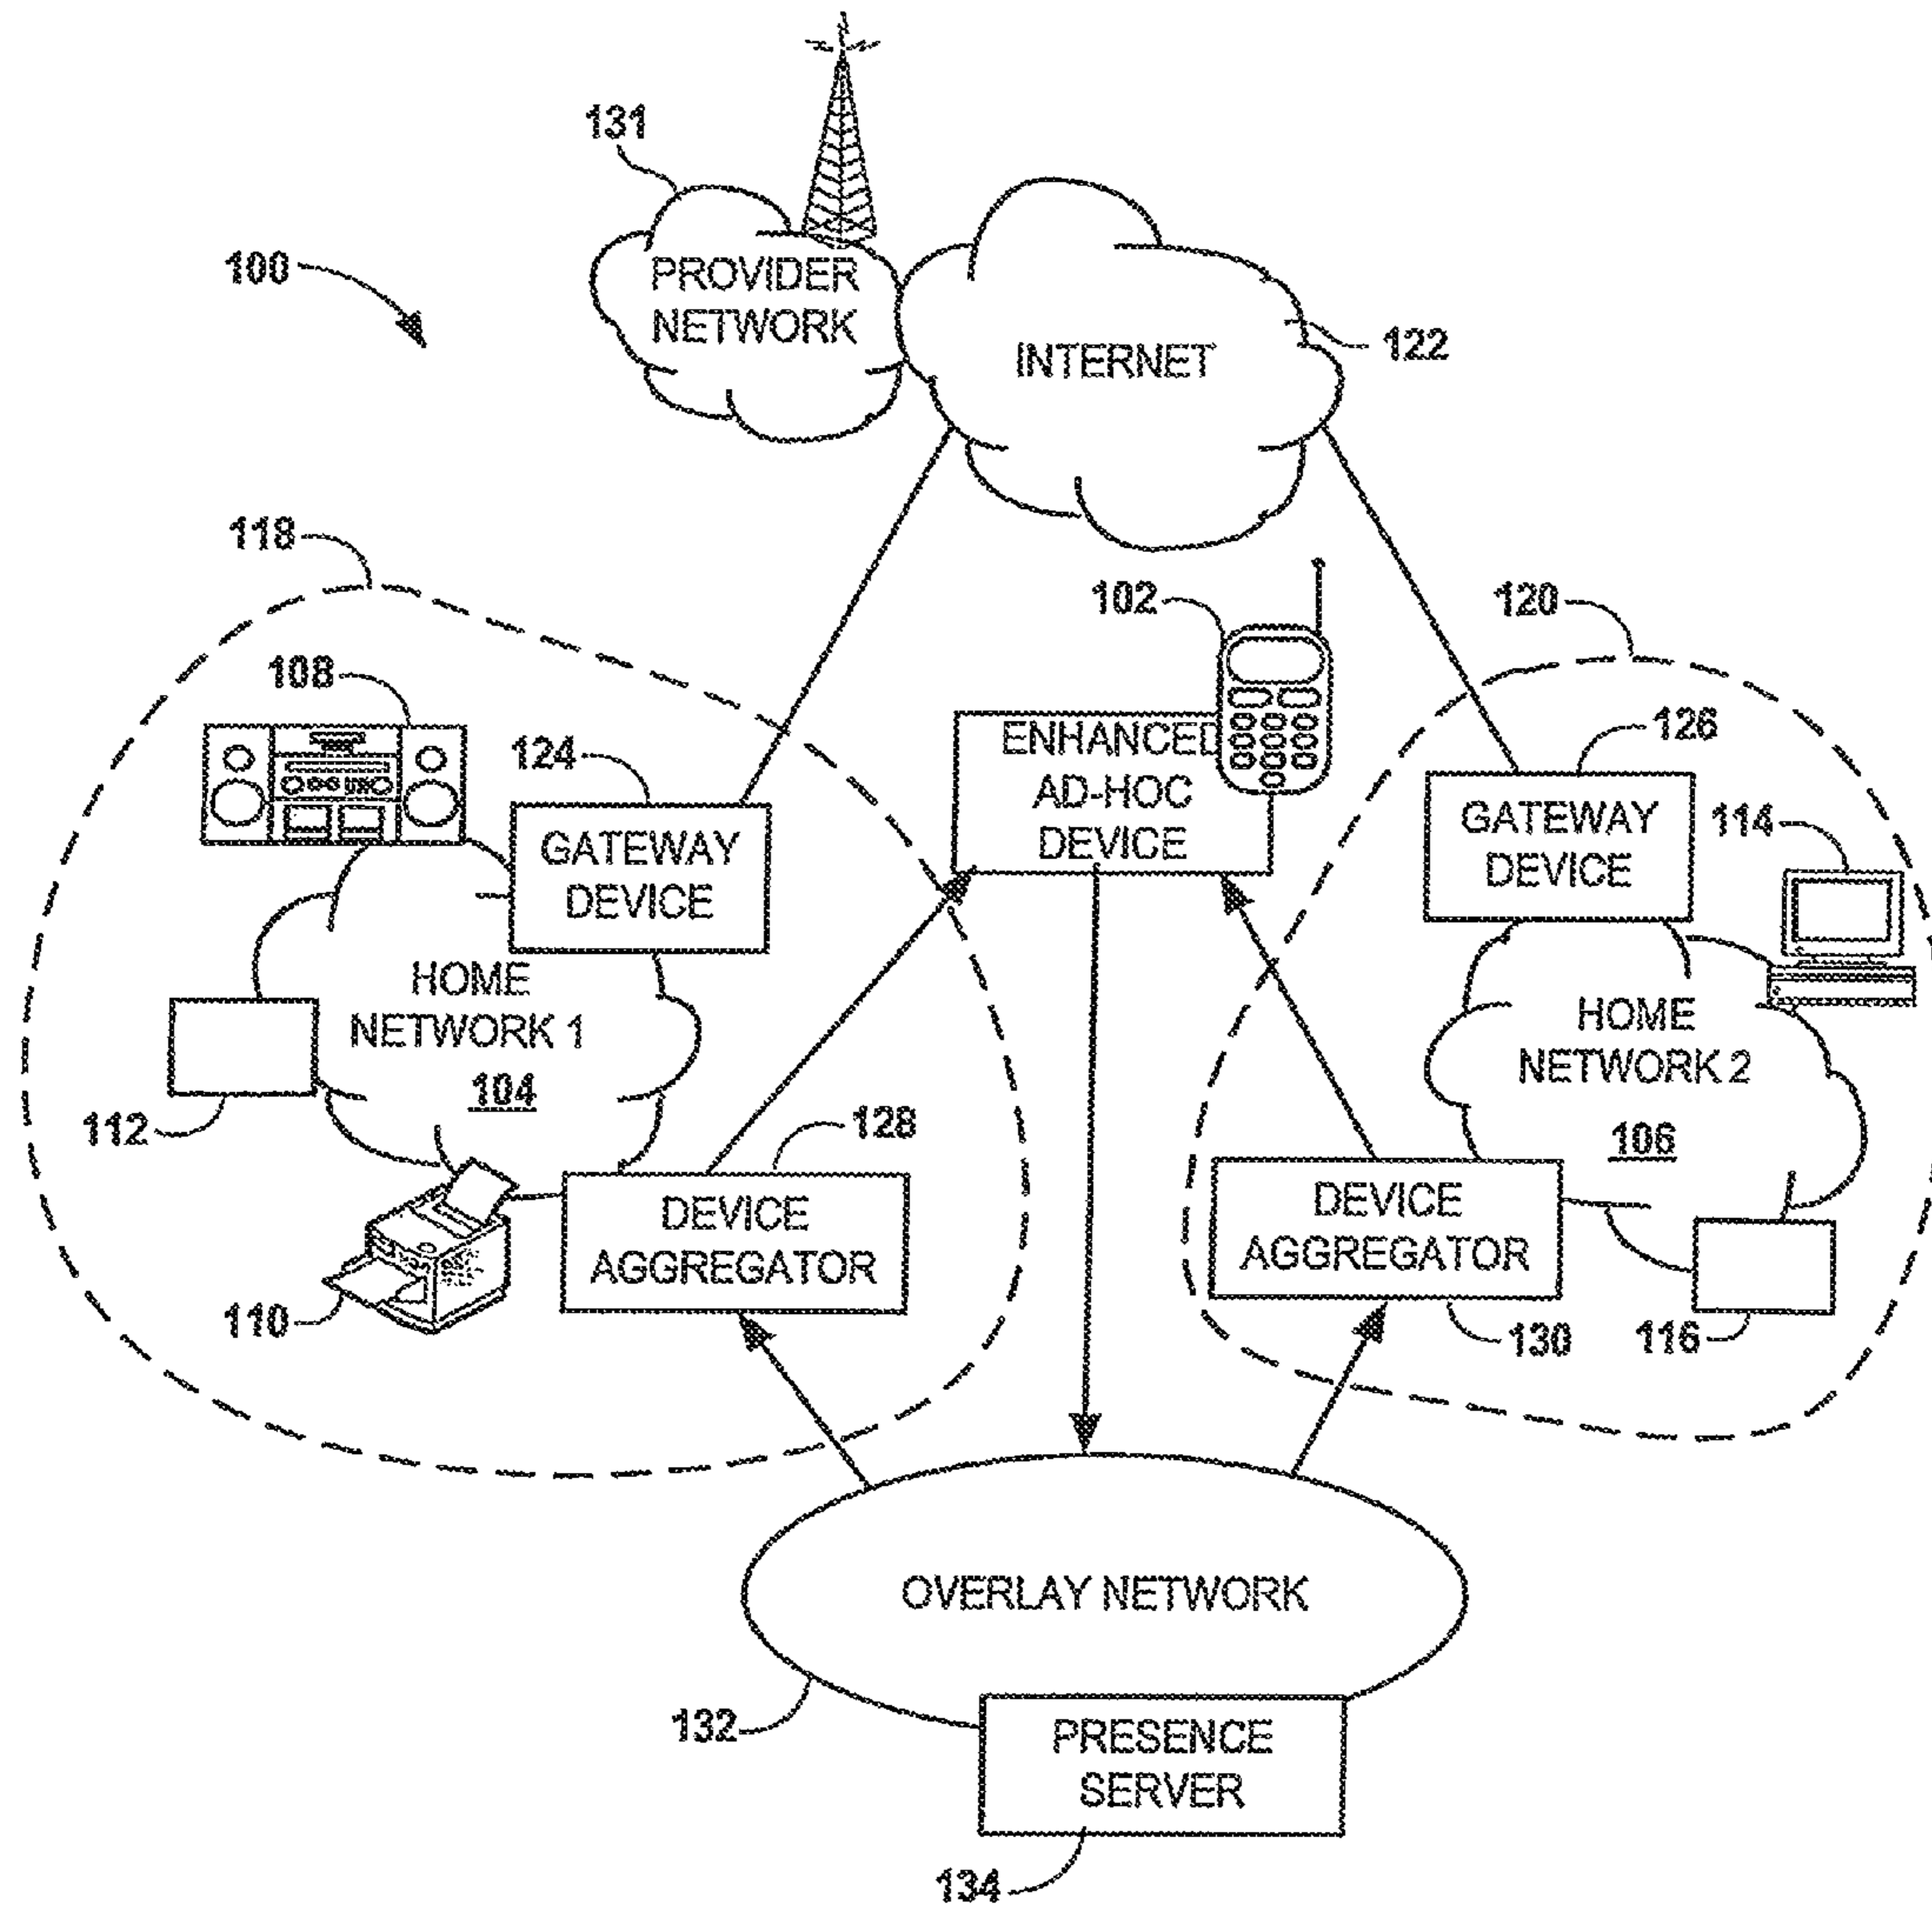 131
100
PROVIDER
NETWORK
INTERNET
122
118
102
120
108
124
ENHANCED
AD-HOC
DEVICE
126
GATEWAY
DEVICE
GATEWAY
DEVICE
114
HOME
NETWORK 1
104
HOME
NETWORK 2
106
112
128
DEVICE
AGGREGATOR
DEVICE
AGGREGATOR
110
130
116
OVERLAY NETWORK
132
PRESENCE
SERVER
134